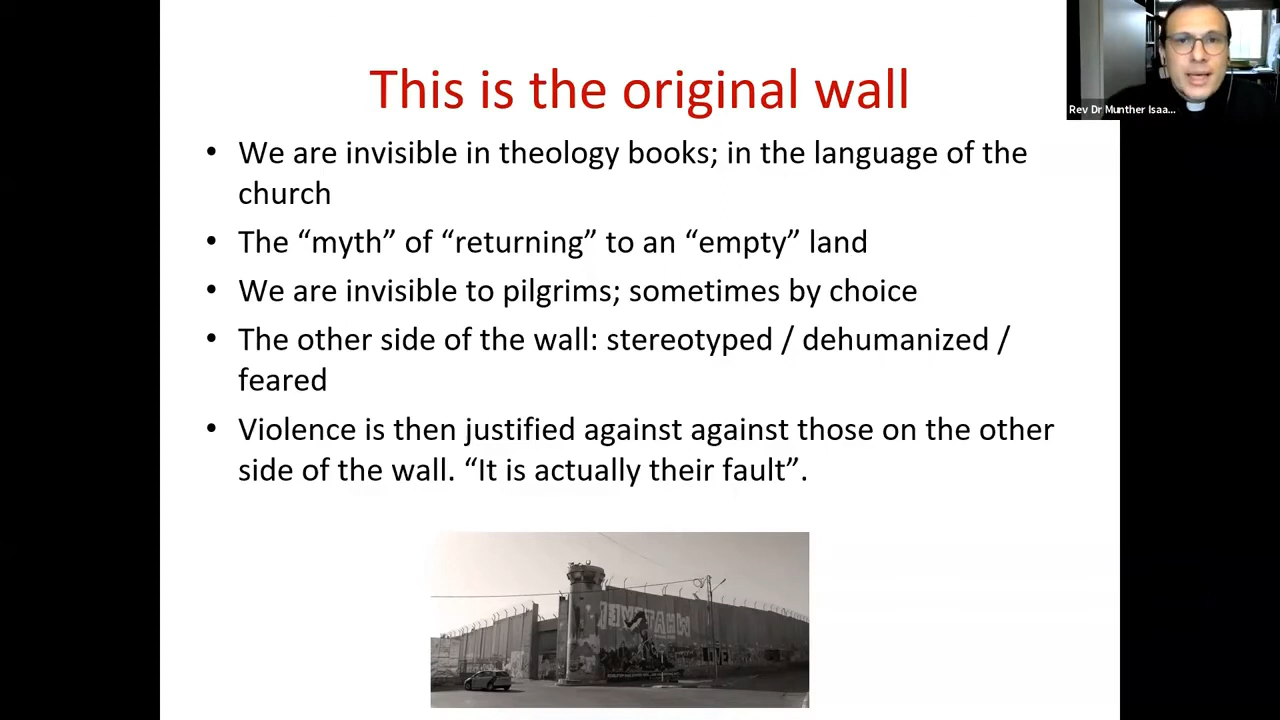 This is the original wall
Rev Dr Munther Isaa...
• We are invisible in theology books; in the language of the
church
• The “myth” of “returning” to an “empty” land
• We are invisible to pilgrims; sometimes by choice
• The other side of the wall: stereotyped / dehumanized /
feared
• Violence is then justified against against those on the other
side of the wall. “It is actually their fault”.